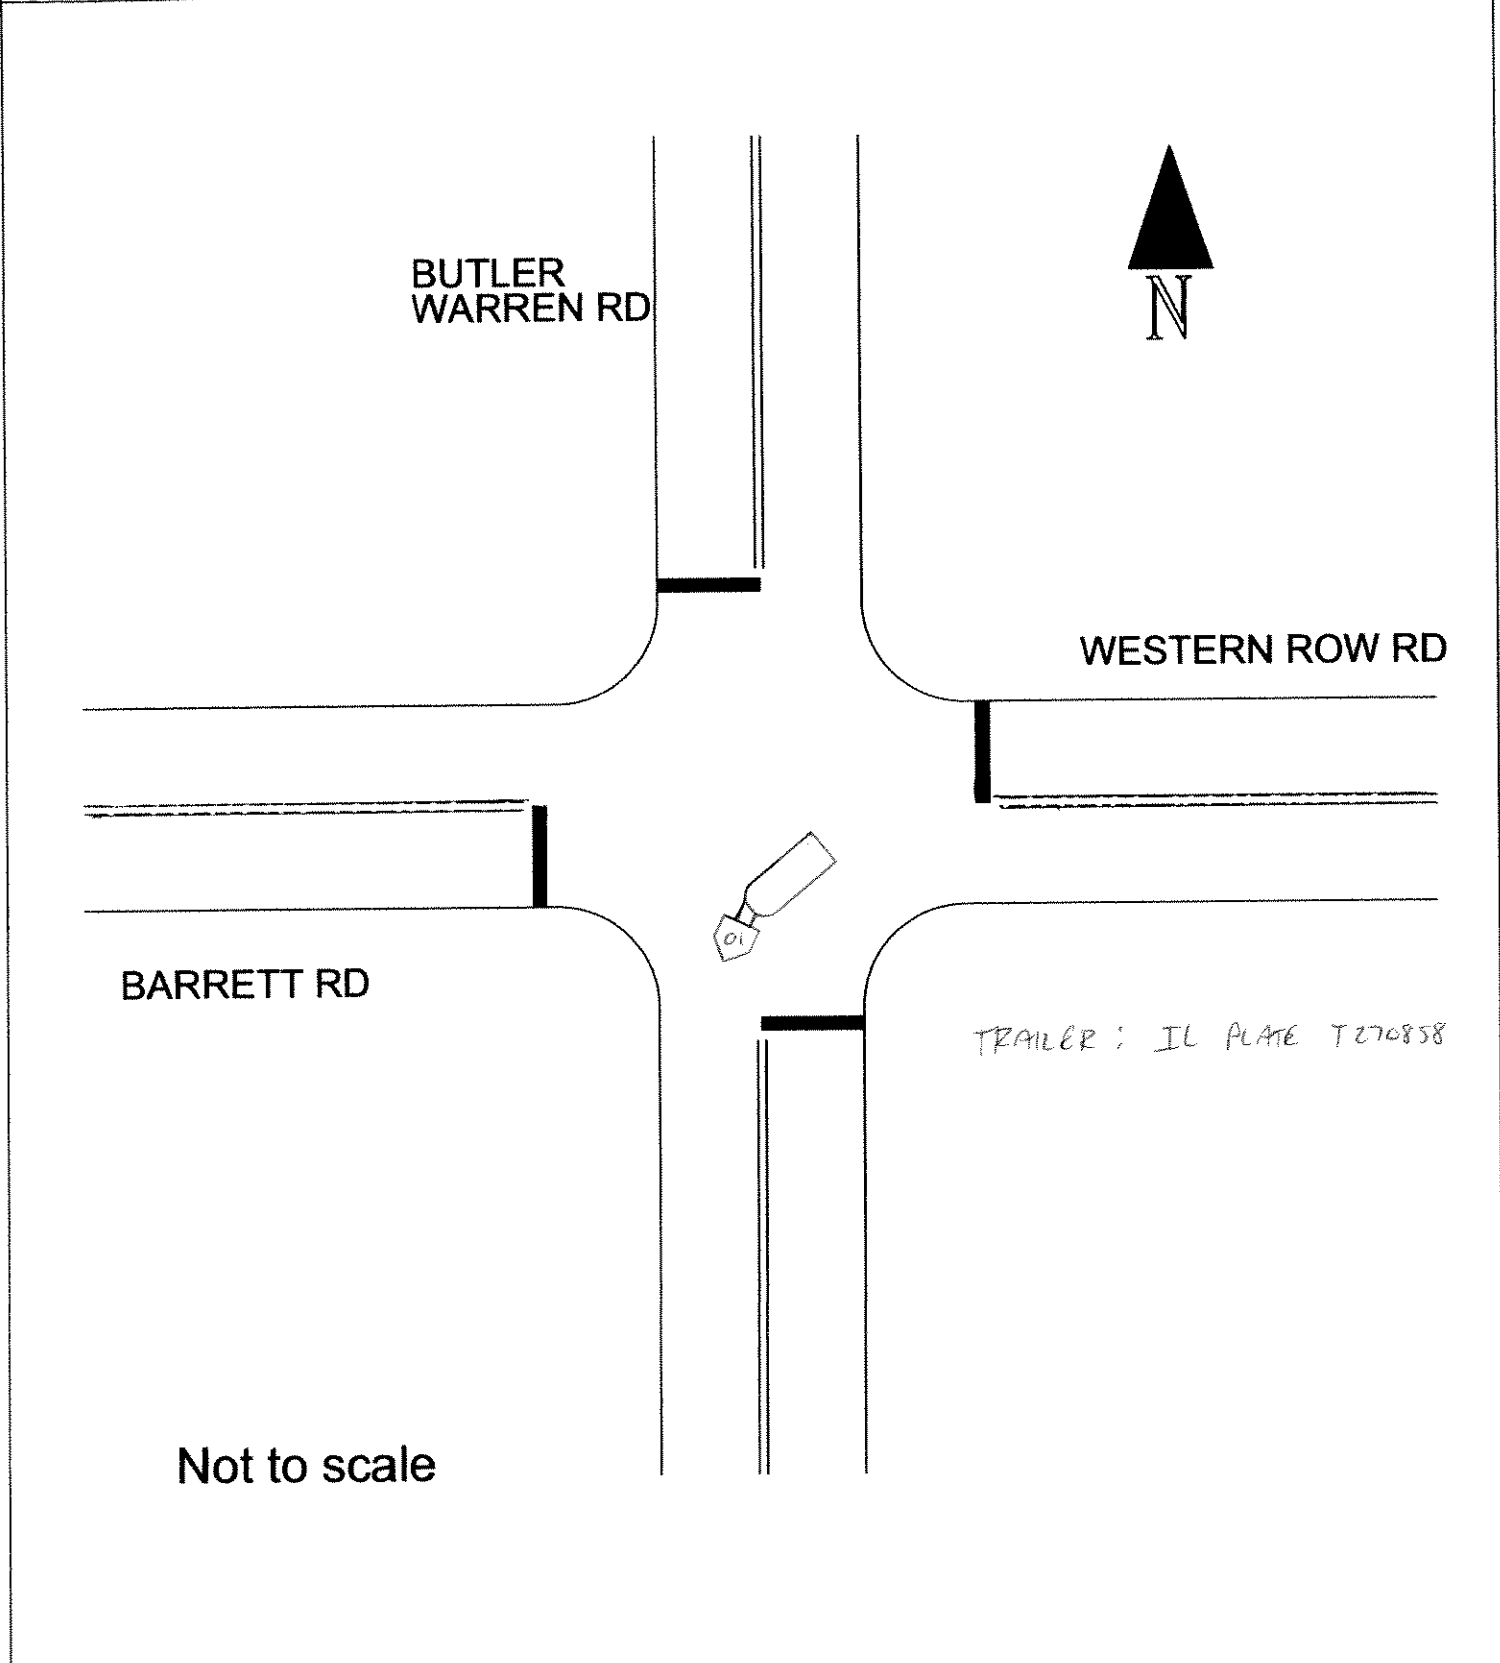 BUTLER
WARREN RD
N
WESTERN ROW RD
01
BARRETT RD
TRAILER: IL PLATE T270858
Not to scale